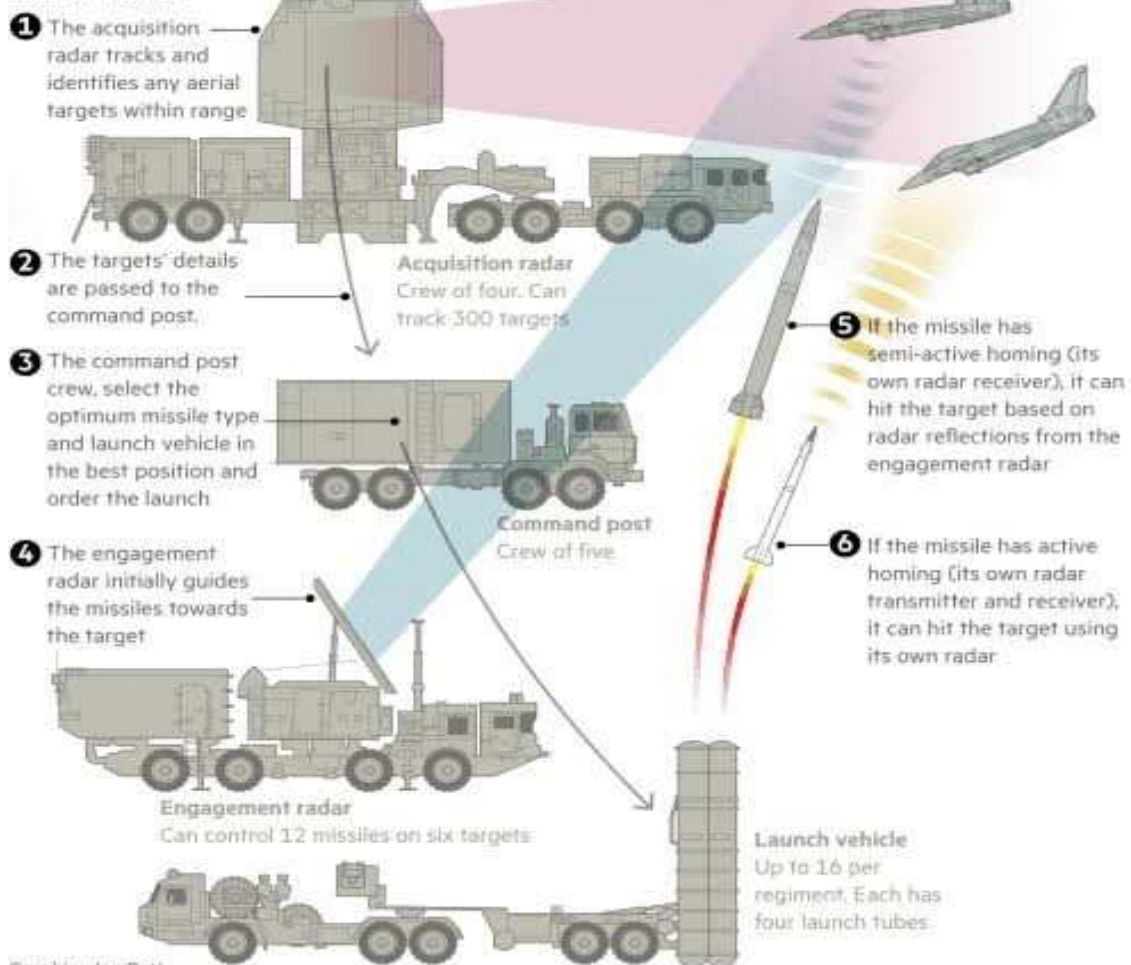 1 The acquisition
radar tracks and
identifies any aerial
targets within range
2 The targets' details
are passed to the
command post.
Acquisition radar
Crew of four. Can
track 300 targets
3 The command post
crew, select the
optimum missile type
and launch vehicle in
the best position and
order the launch
Command post
Crew of five
4 The engagement
radar initially guides
the missiles towards
the target
Engagement radar
Can control 12 missiles on six targets
5 If the missile has
semi-active homing (its
own radar receiver), it can
hit the target based on
radar reflections from the
engagement radar
6 If the missile has active
homing (its own radar
transmitter and receiver),
it can hit the target using
its own radar
Launch vehicle
Up to 16 per
regiment. Each has
four launch tubes